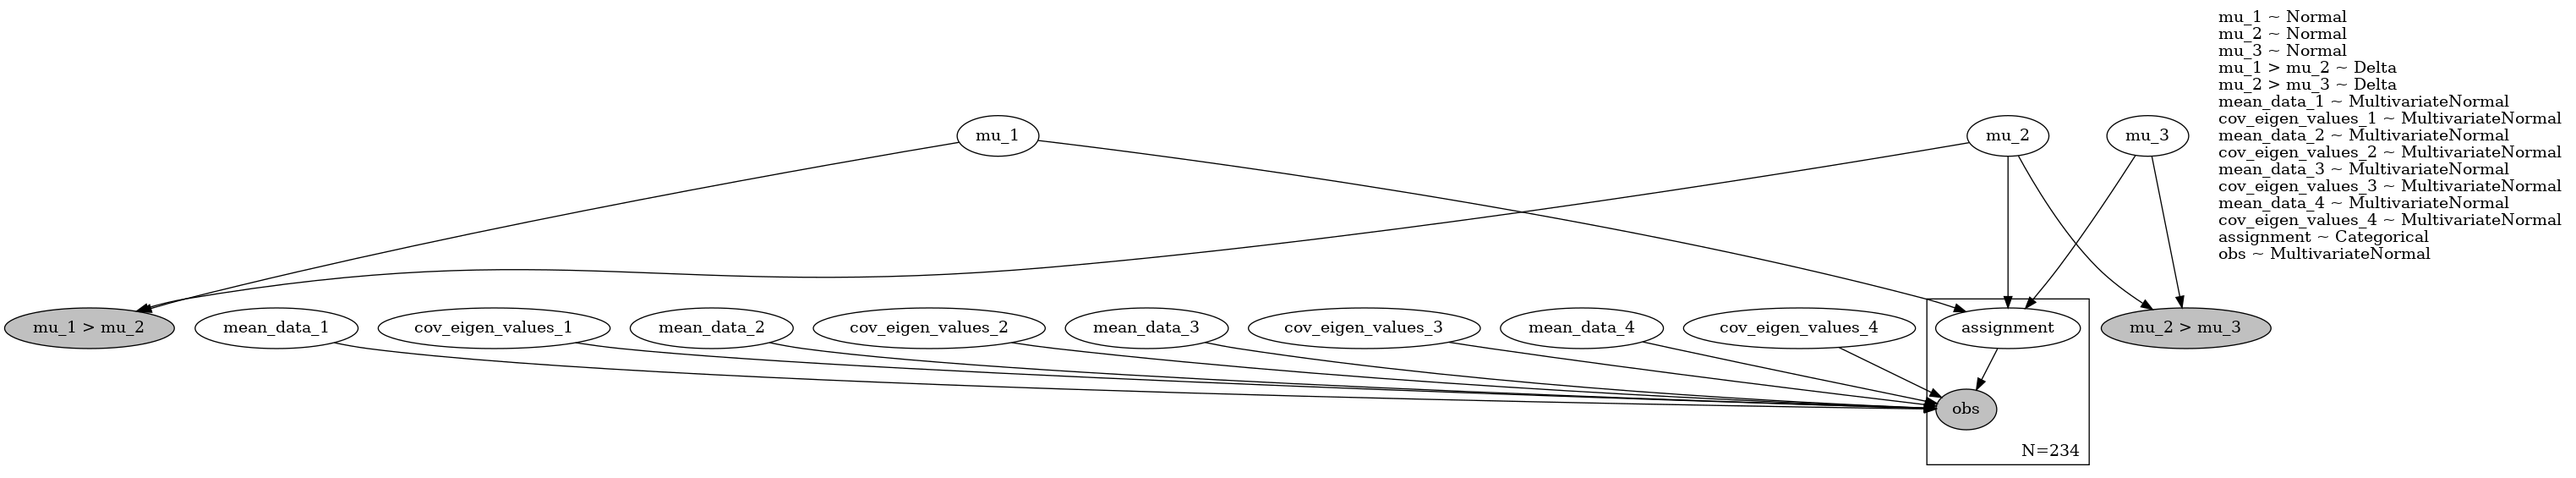 mu_1 ~ Normal
mu_2 ~ Normal
mu_3 ~ Normal
mu_1 > mu_2 ~ Delta
mu_2 > mu_3 ~ Delta
mean_data_1 ~ MultivariateNormal
cov_eigen_values_1 ~ MultivariateNormal
mean_data_2 ~ MultivariateNormal
cov_eigen_values_2 ~ MultivariateNormal
mean_data_3 ~ MultivariateNormal
cov_eigen_values_3 ~ MultivariateNormal
mean_data_4 ~ MultivariateNormal
cov_eigen_values_4 ~ MultivariateNormal
assignment ~ Categorical
obs ~ MultivariateNormal
mu_1
mu_2
mu_3
mu_1 > mu_2
mean_data_1
cov_eigen_values_1
mean_data_2
cov_eigen_values_2
mean_data_3
cov_eigen_values_3
mean_data_4
cov_eigen_values_4
assignment
mu_2 > mu_3
obs
N=234